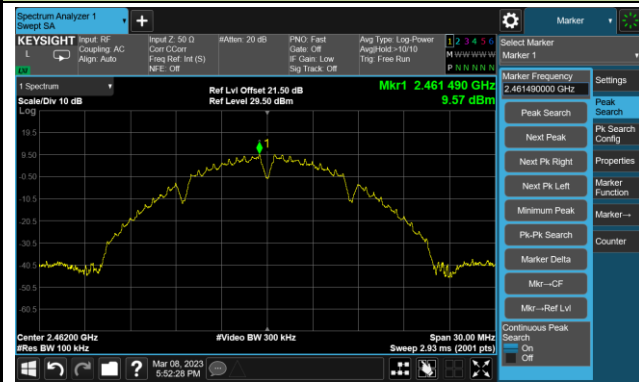 Spectrum Analyzer 1
Swept SA
+
Marker
KEYSIGHT
L
Input: RF
Coupling: AC
Align: Auto
Input Z: 50 Ω
Corr CCorr
Freq Ref: Int (S)
NFE: Off
#Atten: 20 dB
PNO: Fast
Gate: Off
IF Gain: Low
Sig Track: Off
Avg Type: Log-Power
Avg|Hold:>10/10
Trig: Free Run
1 2 3 4 5 6
M W W W W W
P N N N N N
Select Marker
Marker 1
1 Spectrum
Scale/Div 10 dB
Log
Ref Lvl Offset 21.50 dB
Ref Level 29.50 dBm
Mkr1 2.461 490 GHz
9.57 dBm
1
19.5
9.50
-0.50
-10.5
-20.5
-30.5
-40.5
-50.5
-60.5
Center 2.46200 GHz
#Res BW 100 kHz
#Video BW 300 kHz
Span 30.00 MHz
Sweep 2.93 ms (2001 pts)
Marker Frequency
2.461490000 GHz
Peak Search
Next Peak
Next Pk Right
Next Pk Left
Minimum Peak
Pk-Pk Search
Marker Delta
Mkr→CF
Mkr→Ref Lvl
Continuous Peak
Search
On
Off
Settings
Peak
Search
Pk Search
Config
Properties
Marker
Function
Marker→
Counter
?
Mar 08, 2023
5:52:28 PM